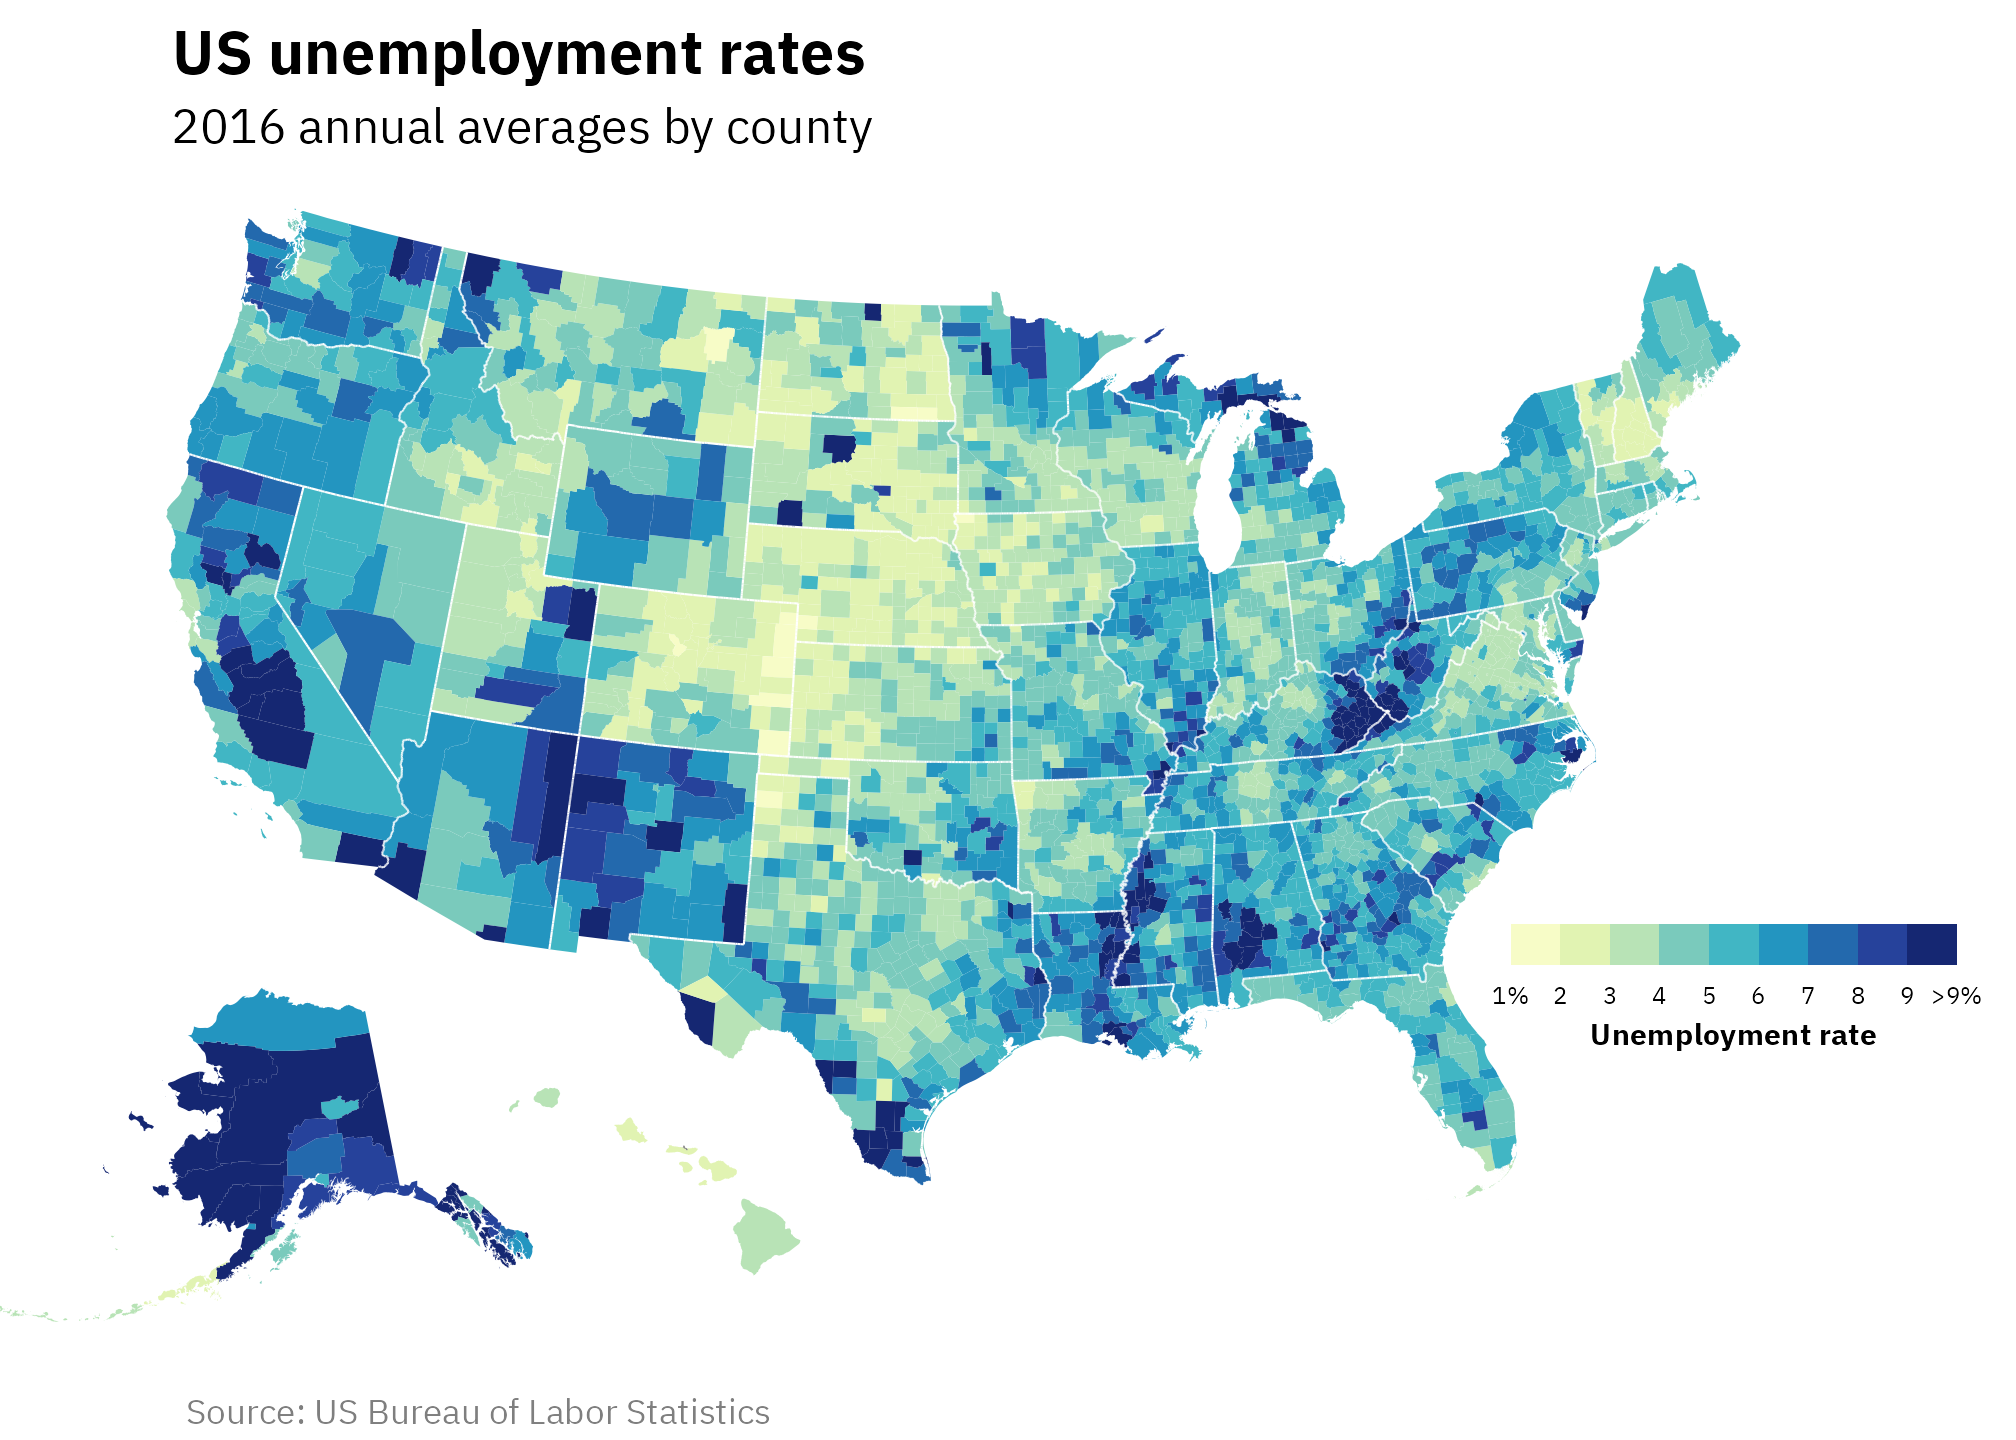 US unemployment rates
2016 annual averages by county
1% 2 3 4 5 6 7 8 9 >9%
Unemployment rate
Source: US Bureau of Labor Statistics